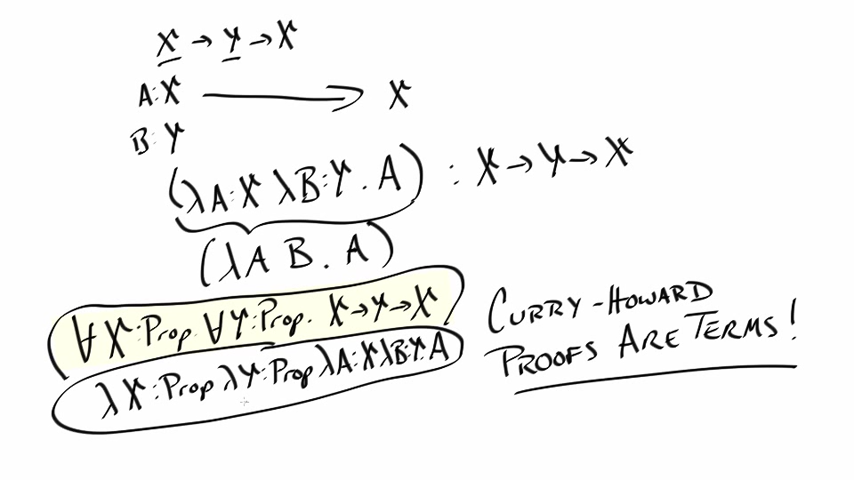 X → Y → X
A:X ⟶ X
B:Y
(λA:X λB:Y. A) : X → Y → X
(λA B. A)
∀X:Prop. ∀Y:Prop. X→Y→X
λX:Prop λY:Prop λA:X λB:Y. A
CURRY-HOWARD
PROOFS ARE TERMS!